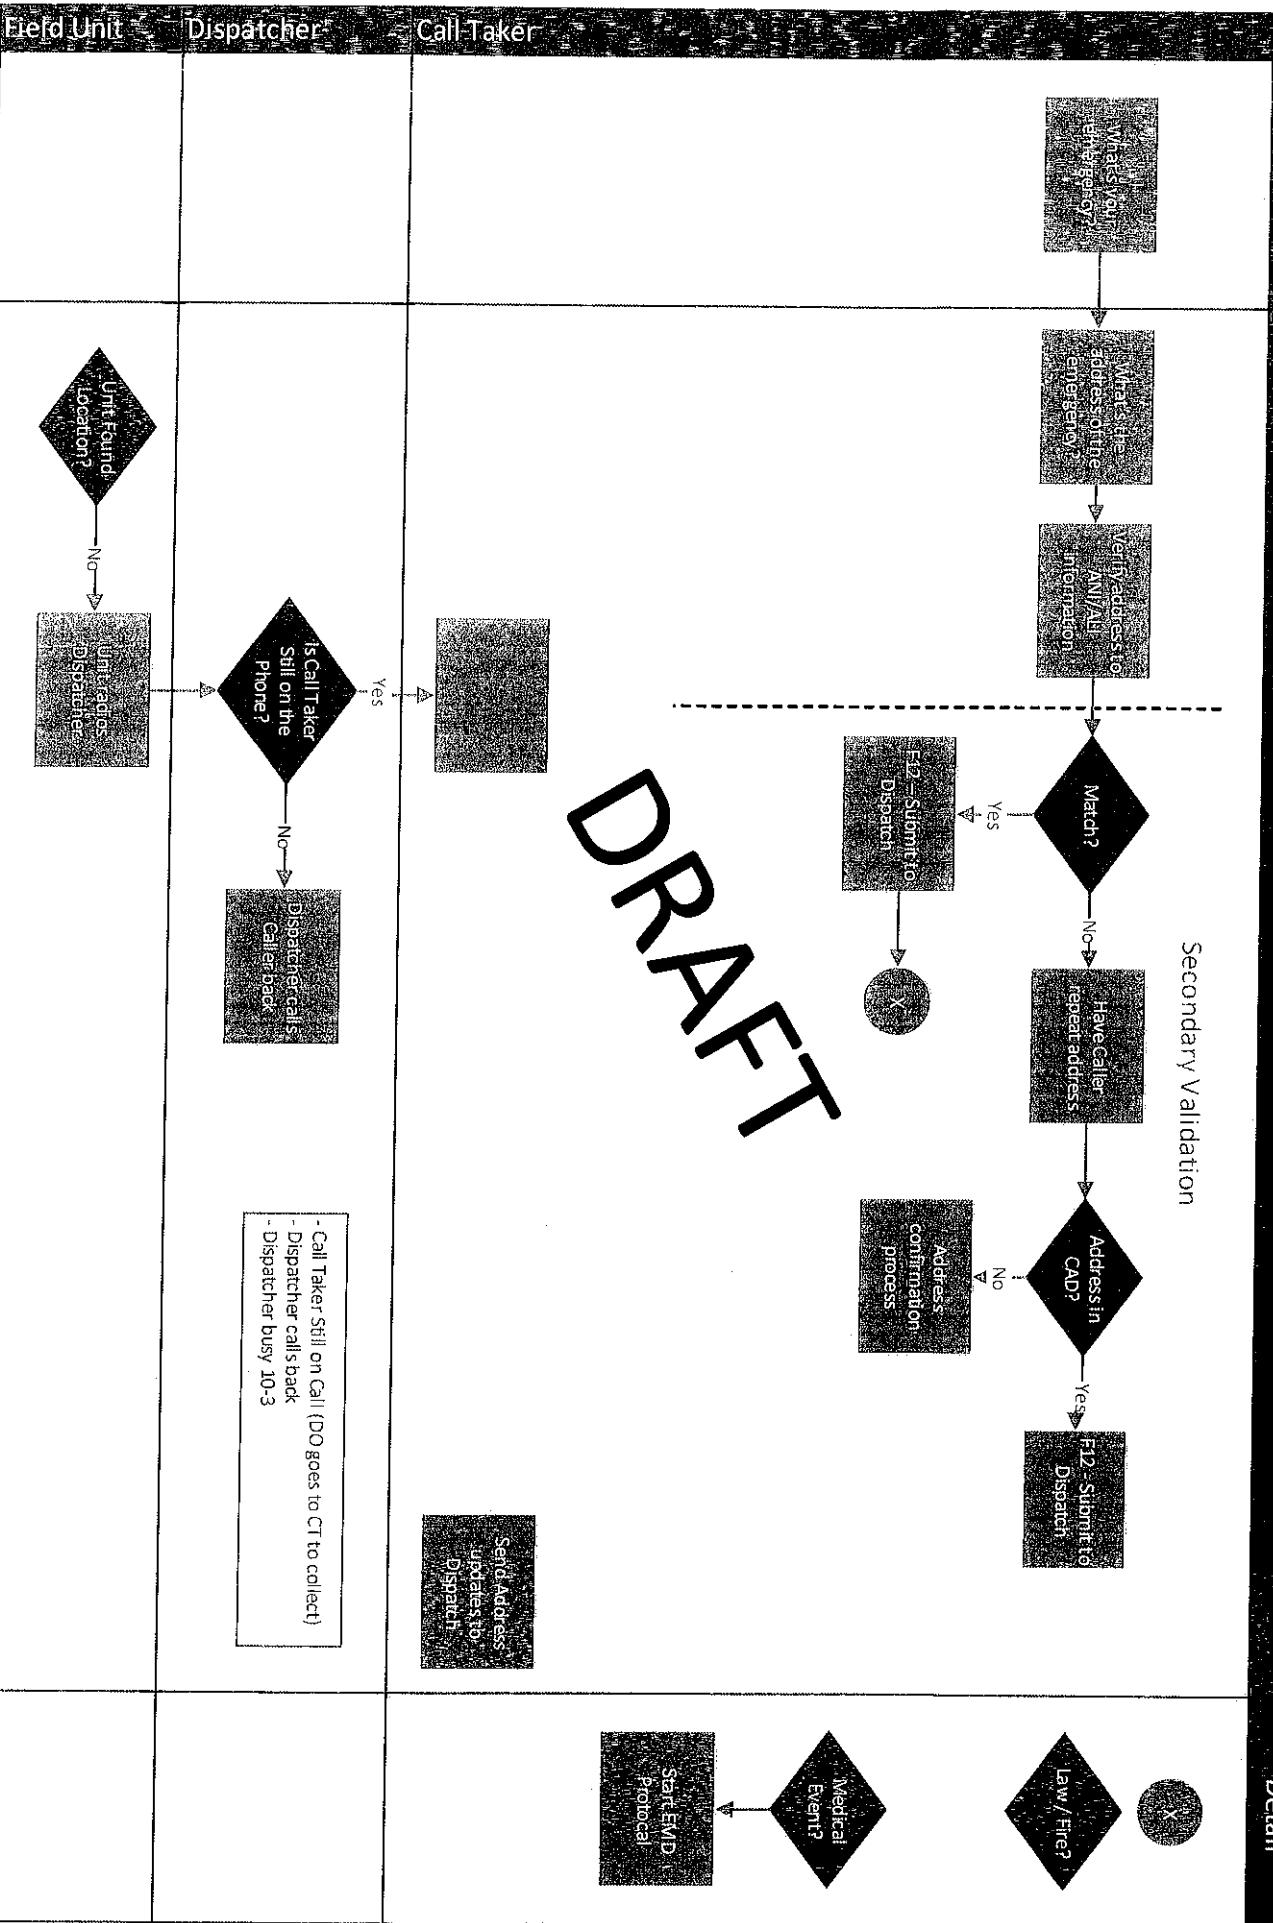 Detail
Call Taker
Dispatcher
Field Unit
What's your
emergency?
What's the
address of the
emergency?
Verify address to
ANI/ALI
information
Secondary Validation
Match?
No
Have Caller
repeat address
Address in
CAD?
Yes
F12 - Submit to
Dispatch
Yes
F12 – Submit to
Dispatch
X
No
Address
confirmation
process
X
Law / Fire?
Medical
Event?
Start EMD
Protocal
DRAFT
Send Address
updates to
Dispatch
Yes
Is Call Taker
Still on the
Phone?
No
Dispatcher calls
Caller back
- Call Taker Still on Call (DO goes to CT to collect)
- Dispatcher calls back
- Dispatcher busy 10-3
Unit Found
Location?
No
Unit radios
Dispatcher